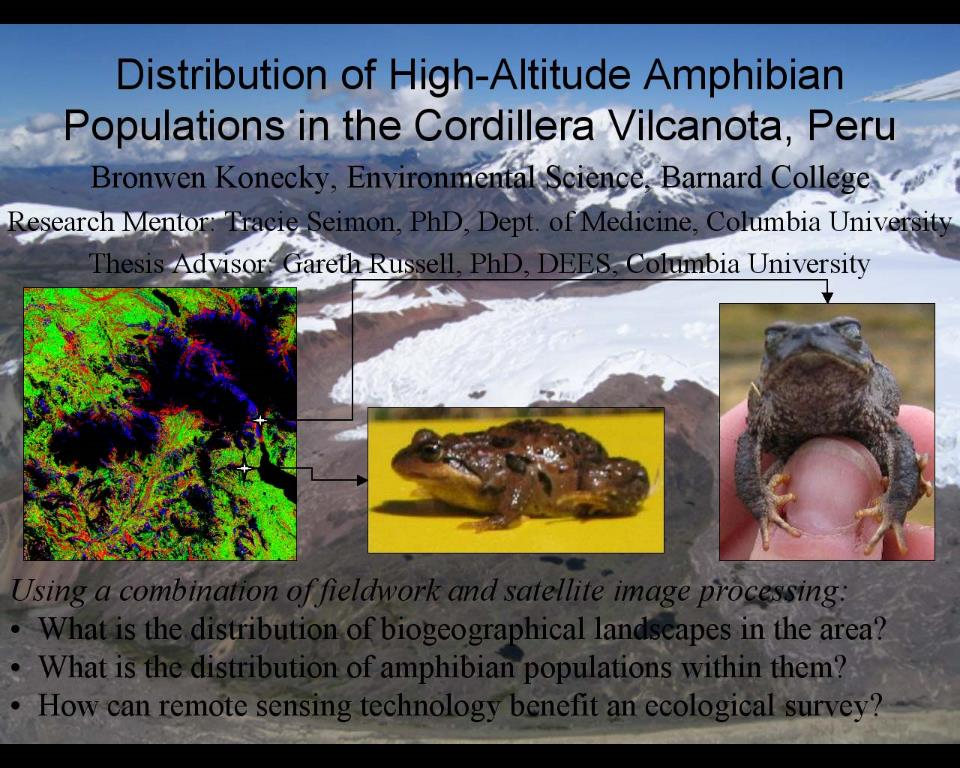 Distribution of High-Altitude Amphibian
Populations in the Cordillera Vilcanota, Peru
Bronwen Konecky, Environmental Science, Barnard College
Research Mentor: Tracie Seimon, PhD, Dept. of Medicine, Columbia University
Thesis Advisor: Gareth Russell, PhD, DEES, Columbia University
Using a combination of fieldwork and satellite image processing:
• What is the distribution of biogeographical landscapes in the area?
• What is the distribution of amphibian populations within them?
• How can remote sensing technology benefit an ecological survey?